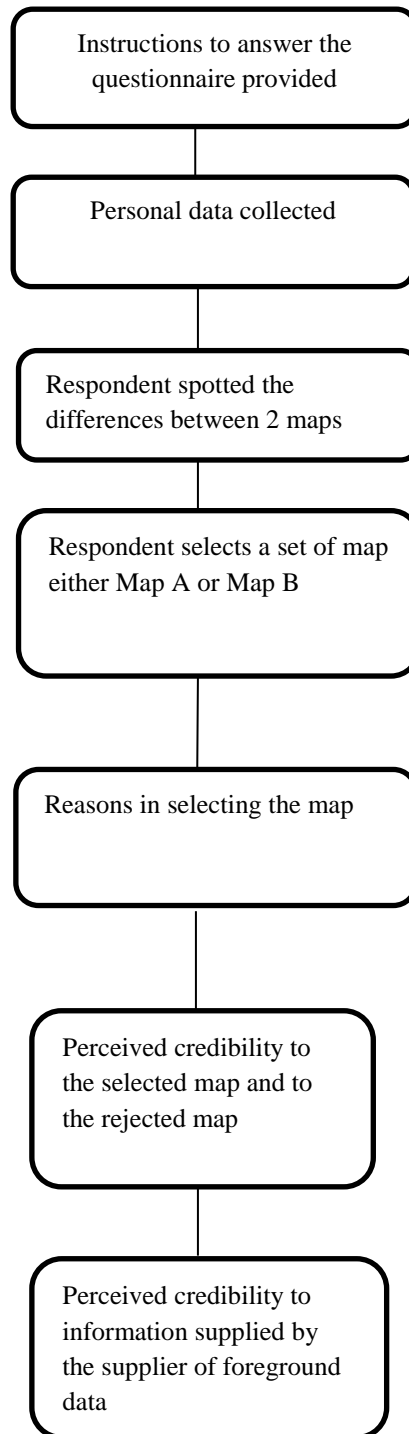 Instructions to answer the
questionnaire provided
Personal data collected
Respondent spotted the
differences between 2 maps
Respondent selects a set of map
either Map A or Map B
Reasons in selecting the map
Perceived credibility to
the selected map and to
the rejected map
Perceived credibility to
information supplied by
the supplier of foreground
data